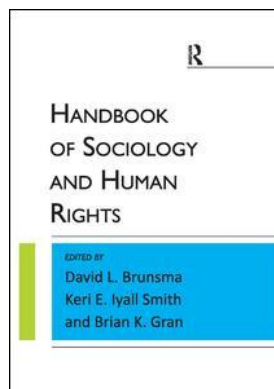 R
HANDBOOK
OF SOCIOLOGY
AND HUMAN
RIGHTS
EDITED BY
David L. Brunsma
Keri E. Iyall Smith
and Brian K. Gran